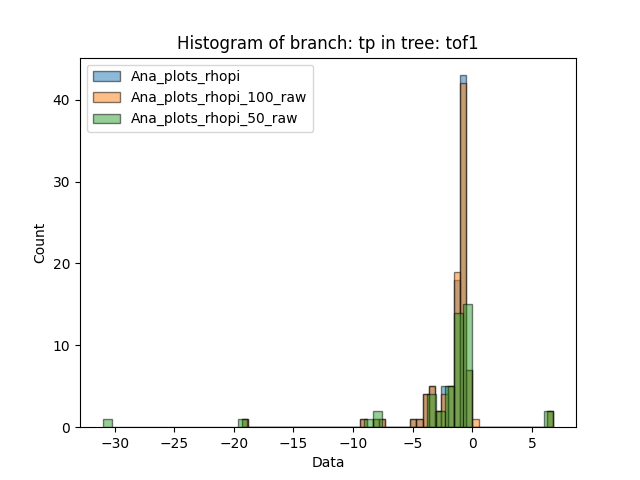 Histogram of branch: tp in tree: tof1
Ana_plots_rhopi
Ana_plots_rhopi_100_raw
Ana_plots_rhopi_50_raw
Count
40
30
20
10
0
−30 −25 −20 −15 −10 −5 0 5
Data